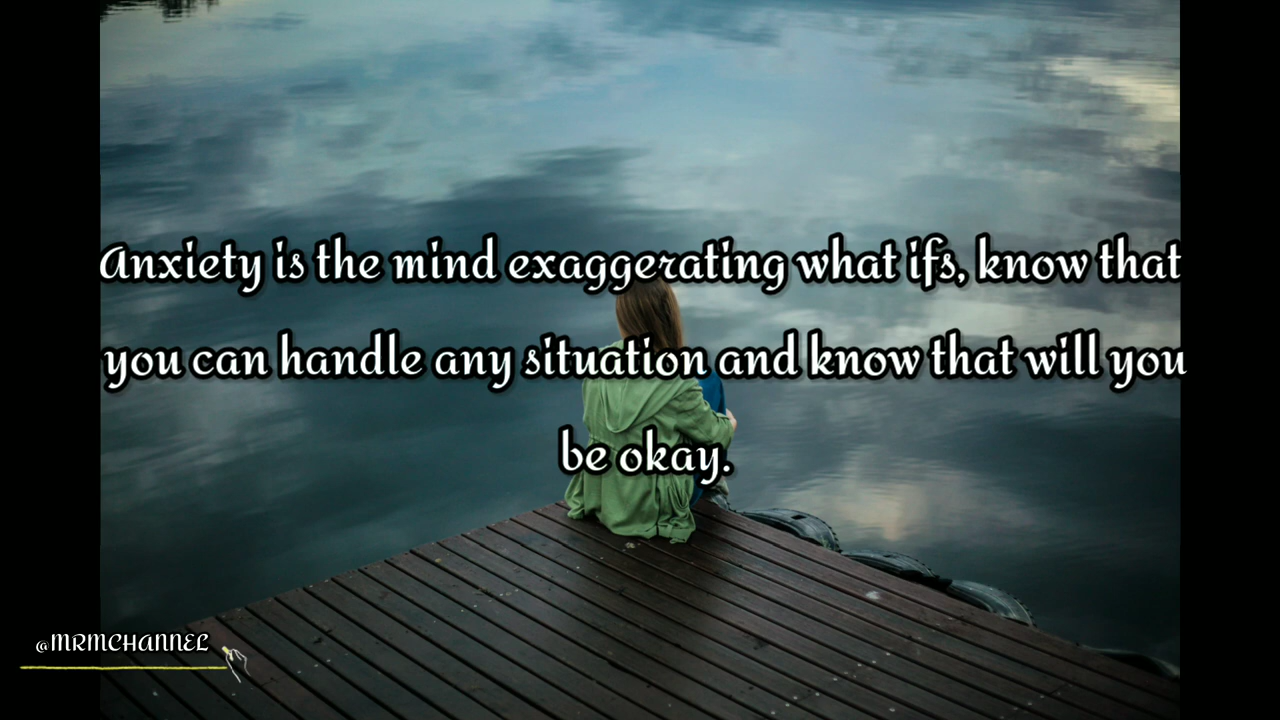 Anxiety is the mind exaggerating what ifs, know that
you can handle any situation and know that will you
be okay.
@MRMCHANNEL